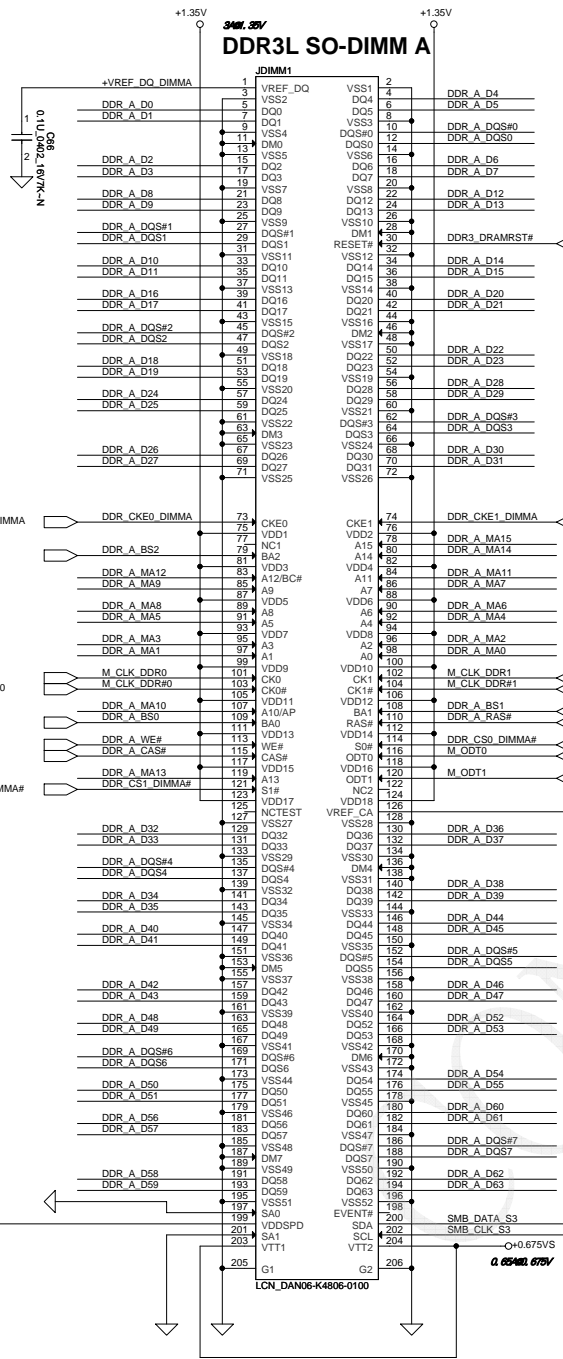 +1.35V +1.35V
DDR3L SO-DIMM A
JDIMM1
+VREF_DQ_DIMMA 1 VREF_DQ VSS1 2
3 VSS2 DQ4 4 DDR_A_D4
DDR_A_D0 5 DQ0 DQ5 6 DDR_A_D5
DDR_A_D1 7 DQ1 VSS3 8
9 VSS4 DQS#0 10 DDR_A_DQS#0
11 DM0 DQS0 12 DDR_A_DQS0
13 VSS5 VSS6 14
DDR_A_D2 15 DQ2 DQ6 16 DDR_A_D6
DDR_A_D3 17 DQ3 DQ7 18 DDR_A_D7
19 VSS7 VSS8 20
DDR_A_D8 21 DQ8 DQ12 22 DDR_A_D12
DDR_A_D9 23 DQ9 DQ13 24 DDR_A_D13
25 VSS9 VSS10 26
DDR_A_DQS#1 27 DQS#1 DM1 28
DDR_A_DQS1 29 DQS1 RESET# 30 DDR3_DRAMRST#
31 VSS11 VSS12 32
DDR_A_D10 33 DQ10 DQ14 34 DDR_A_D14
DDR_A_D11 35 DQ11 DQ15 36 DDR_A_D15
37 VSS13 VSS14 38
DDR_A_D16 39 DQ16 DQ20 40 DDR_A_D20
DDR_A_D17 41 DQ17 DQ21 42 DDR_A_D21
43 VSS15 VSS16 44
DDR_A_DQS#2 45 DQS#2 DM2 46
DDR_A_DQS2 47 DQS2 VSS17 48
49 VSS18 DQ22 50 DDR_A_D22
DDR_A_D18 51 DQ18 DQ23 52 DDR_A_D23
DDR_A_D19 53 DQ19 VSS19 54
55 VSS20 DQ28 56 DDR_A_D28
DDR_A_D24 57 DQ24 DQ29 58 DDR_A_D29
DDR_A_D25 59 DQ25 VSS21 60
61 VSS22 DQS#3 62 DDR_A_DQS#3
63 DM3 DQS3 64 DDR_A_DQS3
65 VSS23 VSS24 66
DDR_A_D26 67 DQ26 DQ30 68 DDR_A_D30
DDR_A_D27 69 DQ27 DQ31 70 DDR_A_D31
71 VSS25 VSS26 72
1 C66
0.1U_0402_16V7K~N
2
IMMA DDR_CKE0_DIMMA 73 CKE0 CKE1 74 DDR_CKE1_DIMMA
75 VDD1 VDD2 76
77 NC1 A15 78 DDR_A_MA15
DDR_A_BS2 79 BA2 A14 80 DDR_A_MA14
81 VDD3 VDD4 82
DDR_A_MA12 83 A12/BC# A11 84 DDR_A_MA11
DDR_A_MA9 85 A9 A7 86 DDR_A_MA7
87 VDD5 VDD6 88
DDR_A_MA8 89 A8 A6 90 DDR_A_MA6
DDR_A_MA5 91 A5 A4 92 DDR_A_MA4
93 VDD7 VDD8 94
DDR_A_MA3 95 A3 A2 96 DDR_A_MA2
DDR_A_MA1 97 A1 A0 98 DDR_A_MA0
99 VDD9 VDD10 100
M_CLK_DDR0 101 CK0 CK1 102 M_CLK_DDR1
0 M_CLK_DDR#0 103 CK0# CK1# 104 M_CLK_DDR#1
105 VDD11 VDD12 106
DDR_A_MA10 107 A10/AP BA1 108 DDR_A_BS1
DDR_A_BS0 109 BA0 RAS# 110 DDR_A_RAS#
111 VDD13 VDD14 112
DDR_A_WE# 113 WE# S0# 114 DDR_CS0_DIMMA#
DDR_A_CAS# 115 CAS# ODT0 116 M_ODT0
117 VDD15 VDD16 118
DDR_A_MA13 119 A13 ODT1 120 M_ODT1
MMA# DDR_CS1_DIMMA# 121 S1# NC2 122
123 VDD17 VDD18 124
125 NCTEST VREF_CA 126
127 VSS27 VSS28 128
DDR_A_D32 129 DQ32 DQ36 130 DDR_A_D36
DDR_A_D33 131 DQ33 DQ37 132 DDR_A_D37
133 VSS29 VSS30 134
DDR_A_DQS#4 135 DQS#4 DM4 136
DDR_A_DQS4 137 DQS4 VSS31 138
139 VSS32 DQ38 140 DDR_A_D38
DDR_A_D34 141 DQ34 DQ39 142 DDR_A_D39
DDR_A_D35 143 DQ35 VSS33 144
145 VSS34 DQ44 146 DDR_A_D44
DDR_A_D40 147 DQ40 DQ45 148 DDR_A_D45
DDR_A_D41 149 DQ41 VSS35 150
151 VSS36 DQS#5 152 DDR_A_DQS#5
153 DM5 DQS5 154 DDR_A_DQS5
155 VSS37 VSS38 156
DDR_A_D42 157 DQ42 DQ46 158 DDR_A_D46
DDR_A_D43 159 DQ43 DQ47 160 DDR_A_D47
161 VSS39 VSS40 162
DDR_A_D48 163 DQ48 DQ52 164 DDR_A_D52
DDR_A_D49 165 DQ49 DQ53 166 DDR_A_D53
167 VSS41 VSS42 168
DDR_A_DQS#6 169 DQS#6 DM6 170
DDR_A_DQS6 171 DQS6 VSS43 172
173 VSS44 DQ54 174 DDR_A_D54
DDR_A_D50 175 DQ50 DQ55 176 DDR_A_D55
DDR_A_D51 177 DQ51 VSS45 178
179 VSS46 DQ60 180 DDR_A_D60
DDR_A_D56 181 DQ56 DQ61 182 DDR_A_D61
DDR_A_D57 183 DQ57 VSS47 184
185 VSS48 DQS#7 186 DDR_A_DQS#7
187 DM7 DQS7 188 DDR_A_DQS7
189 VSS49 VSS50 190
DDR_A_D58 191 DQ58 DQ62 192 DDR_A_D62
DDR_A_D59 193 DQ59 DQ63 194 DDR_A_D63
195 VSS51 VSS52 196
197 SA0 EVENT# 198
199 VDDSPD SDA 200 SMB_DATA_S3
201 SA1 SCL 202 SMB_CLK_S3
203 VTT1 VTT2 204 +0.675VS
205 G1 G2 206
LCN_DAN06-K4806-0100